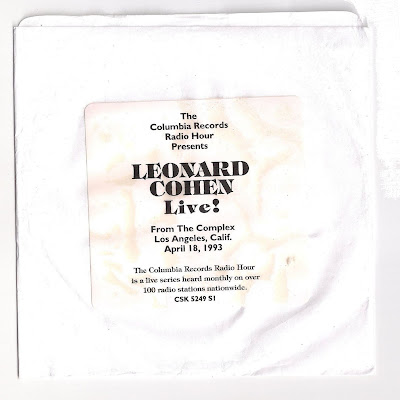 The
Columbia Records
Radio Hour
Presents
LEONARD
COHEN
Live!
From The Complex
Los Angeles, Calif.
April 18, 1993
The Columbia Records Radio Hour
is a live series heard monthly on over
100 radio stations nationwide.
CSK 5249 S1